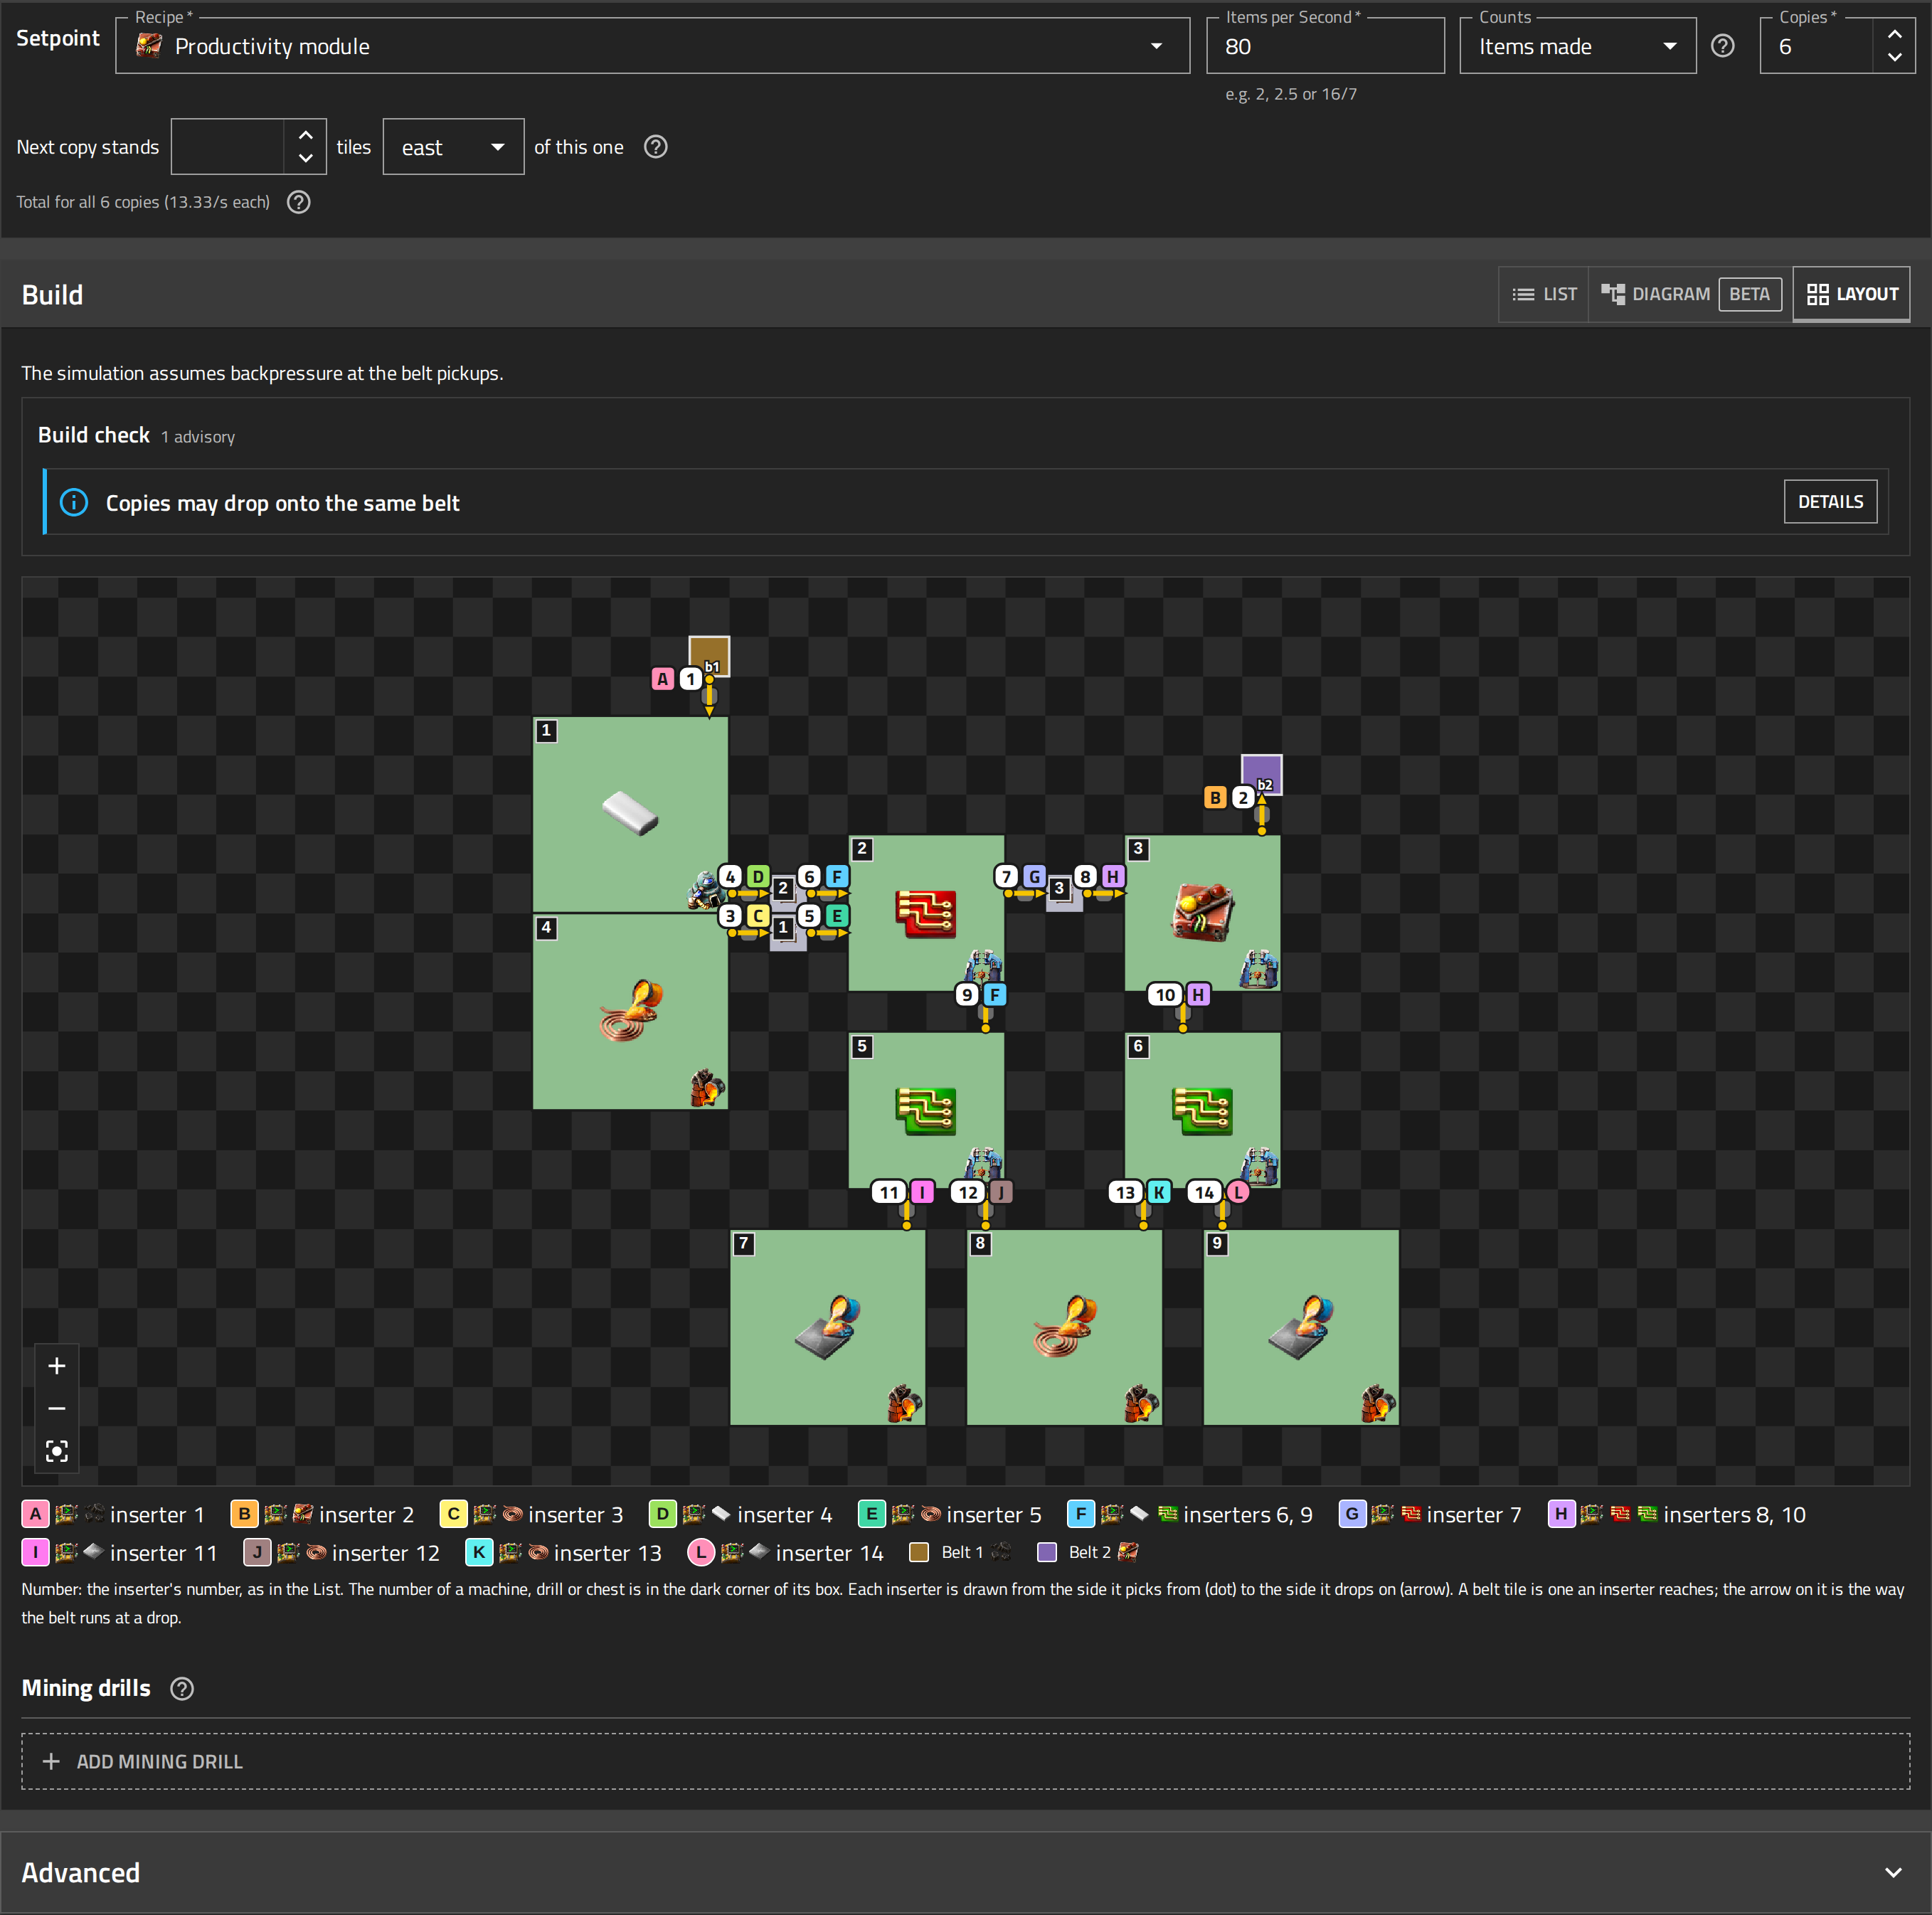 Setpoint
Recipe *
Productivity module
Items per Second *
80
e.g. 2, 2.5 or 16/7
Counts
Items made
Copies *
6
Next copy stands
tiles
east
of this one
Total for all 6 copies (13.33/s each)
Build
LIST
DIAGRAM BETA
LAYOUT
The simulation assumes backpressure at the belt pickups.
Build check 1 advisory
Copies may drop onto the same belt
DETAILS
b1
A 1
1
b2
B 2
2
3
4 D 2 6 F
7 G 3 8 H
3 C 1 5 E
4
9 F
10 H
5
6
11 I
12 J
13 K
14 L
7
8
9
A inserter 1 B inserter 2 C inserter 3 D inserter 4 E inserter 5 F inserters 6, 9 G inserter 7 H inserters 8, 10
I inserter 11 J inserter 12 K inserter 13 L inserter 14 Belt 1 Belt 2
Number: the inserter's number, as in the List. The number of a machine, drill or chest is in the dark corner of its box. Each inserter is drawn from the side it picks from (dot) to the side it drops on (arrow). A belt tile is one an inserter reaches; the arrow on it is the way
the belt runs at a drop.
Mining drills
ADD MINING DRILL
Advanced